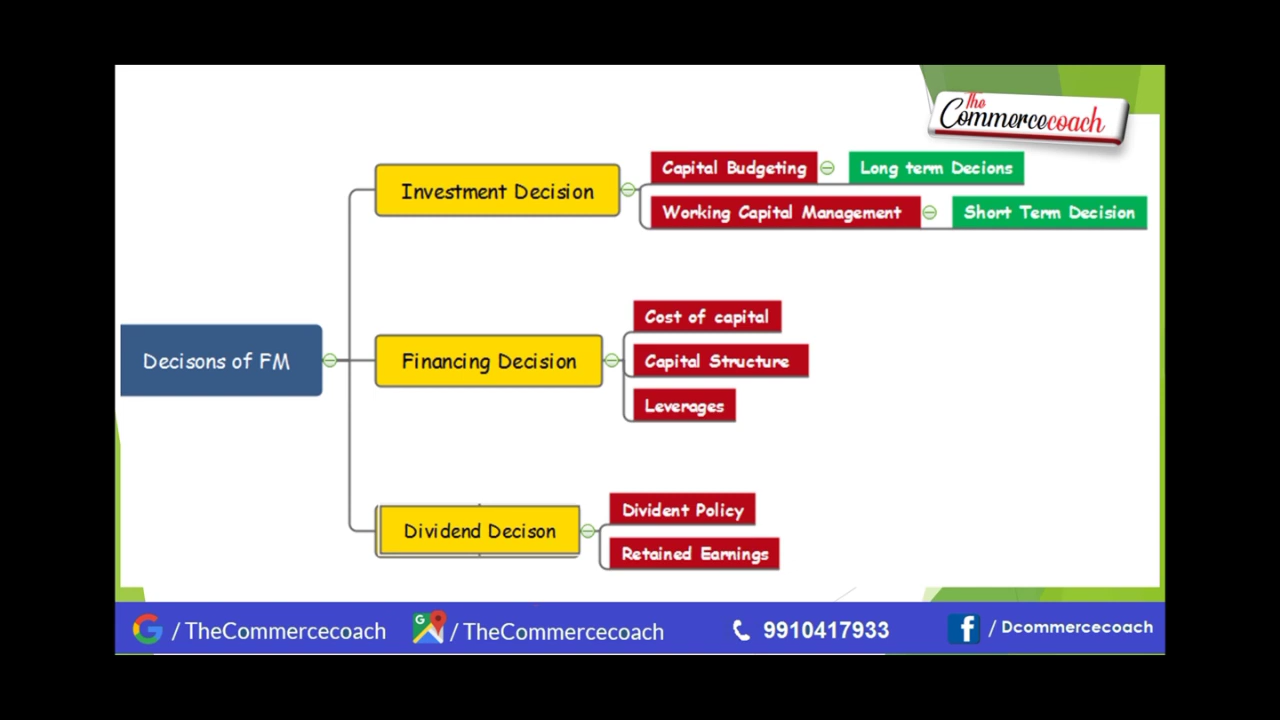 The
Commercecoach
Investment Decision
Capital Budgeting
Long term Decions
Working Capital Management
Short Term Decision
Decisons of FM
Financing Decision
Cost of capital
Capital Structure
Leverages
Dividend Decison
Divident Policy
Retained Earnings
/ TheCommercecoach
G
/ TheCommercecoach
9910417933
f / Dcommercecoach